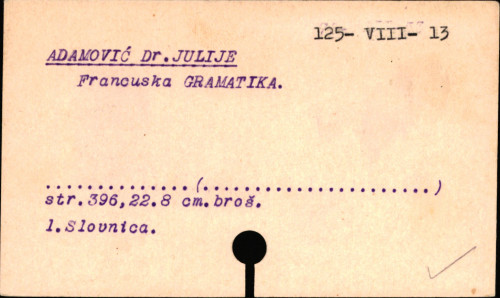 125- VIII- 13
ADAMOVIĆ Dr.JULIJE
Francuska GRAMATIKA.
...............(........................)
str.396,22.8 cm.broš.
1.Slovnica.